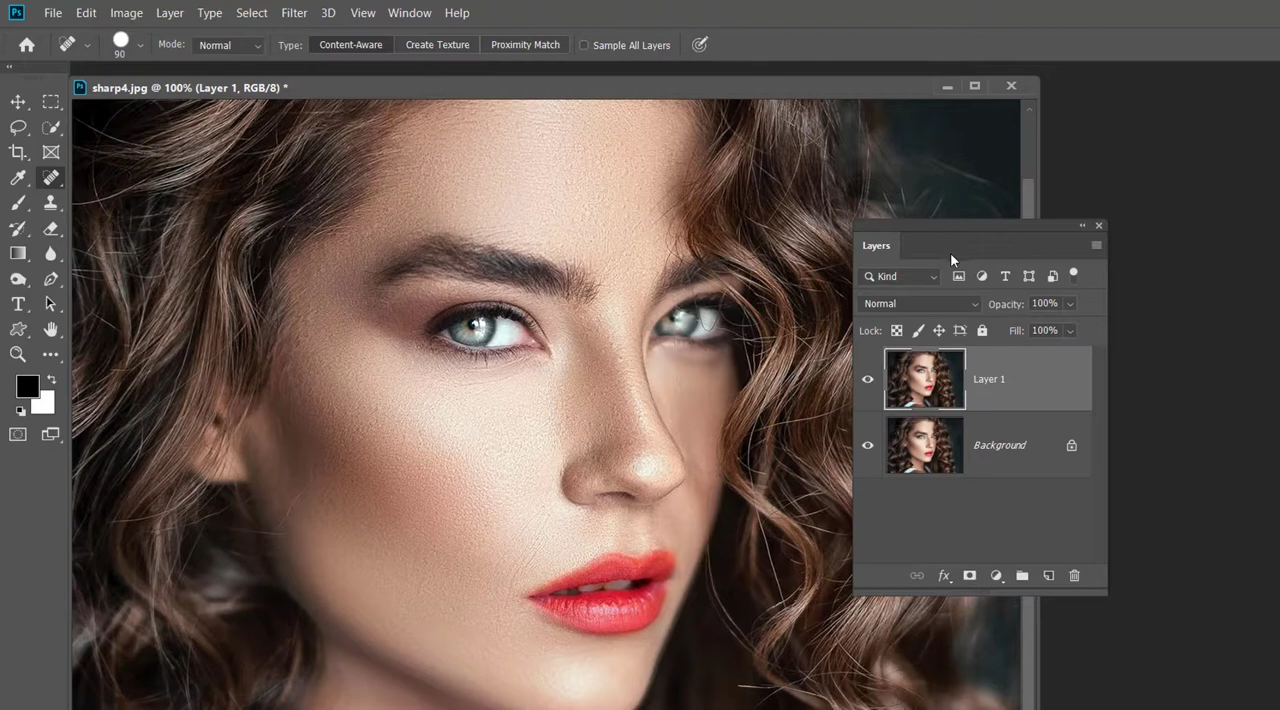 Ps File Edit Image Layer Type Select Filter 3D View Window Help
90 Mode: Normal Type: Content-Aware Create Texture Proximity Match Sample All Layers
Ps sharp4.jpg @ 100% (Layer 1, RGB/8) *
Layers
Kind
Normal Opacity: 100%
Lock: Fill: 100%
Layer 1
Background